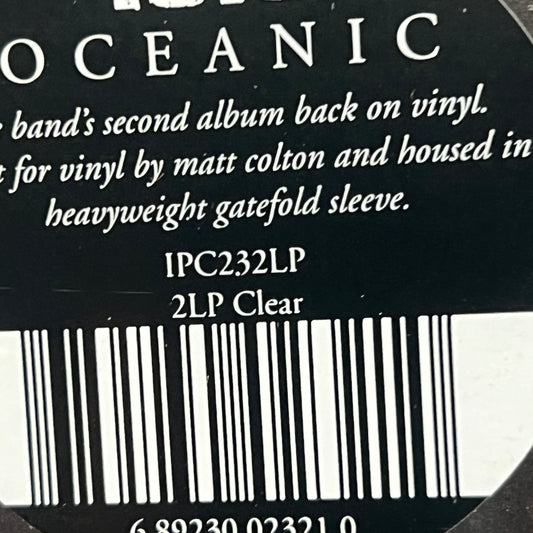 OCEANIC
band's second album back on vinyl.
for vinyl by matt colton and housed in
heavyweight gatefold sleeve.
IPC232LP
2LP Clear
6 89230 02321 0